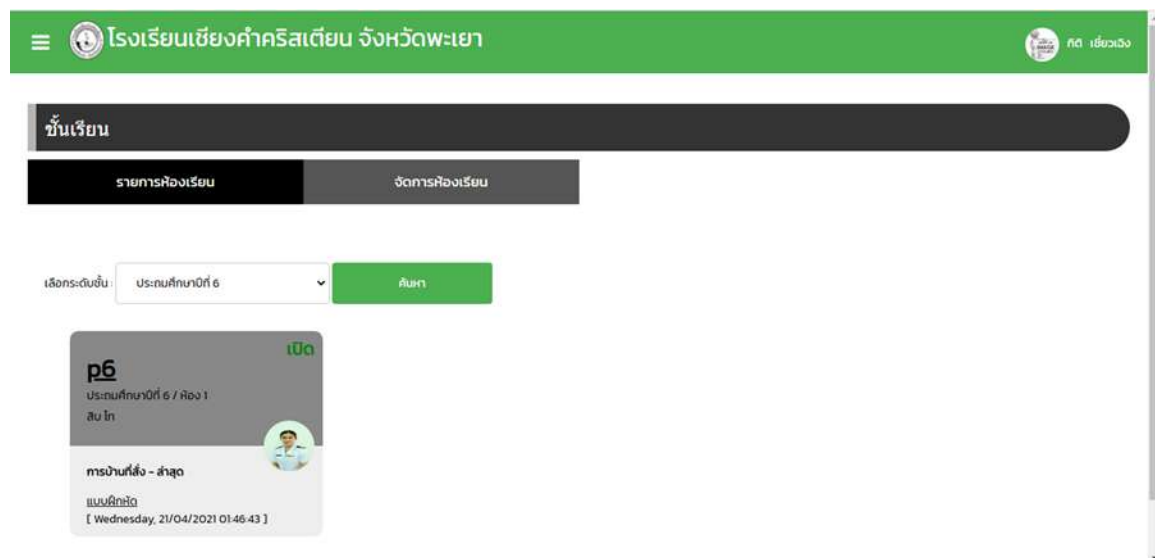 โรงเรียนเชียงคำคริสเตียน จังหวัดพะเยา
กิติ เชี่ยวเฉิง
ชั้นเรียน
รายการห้องเรียน
จัดการห้องเรียน
เลือกระดับชั้น :
ประถมศึกษาปีที่ 6
ค้นหา
เปิด
p6
ประถมศึกษาปีที่ 6 / ห้อง 1
สิบ โท
การบ้านที่สั่ง - ล่าสุด
แบบฝึกหัด
[ Wednesday, 21/04/2021 01:46:43 ]